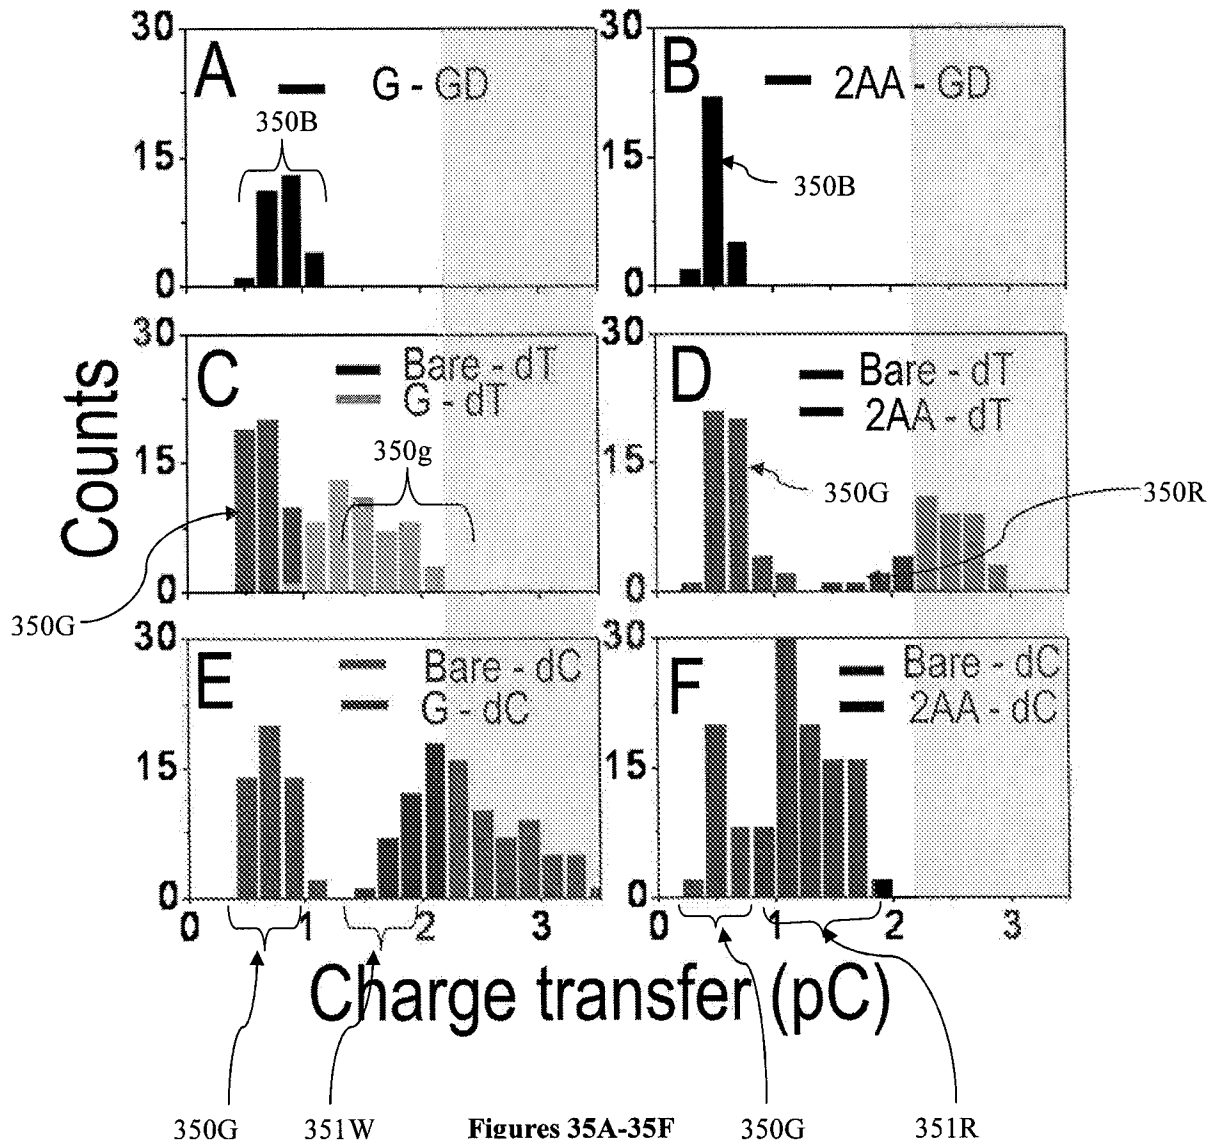 30
A
G - GD
350B
15
0
30
B
2AA - GD
350B
15
0
Counts
30
C
Bare - dT
G - dT
350g
15
350G
0
30
D
Bare - dT
2AA - dT
350G
350R
15
0
30
E
Bare - dC
G - dC
15
0
0 1 2 3
30
F
Bare - dC
2AA - dC
15
0
0 1 2 3
Charge transfer (pC)
350G 351W Figures 35A-35F 350G 351R